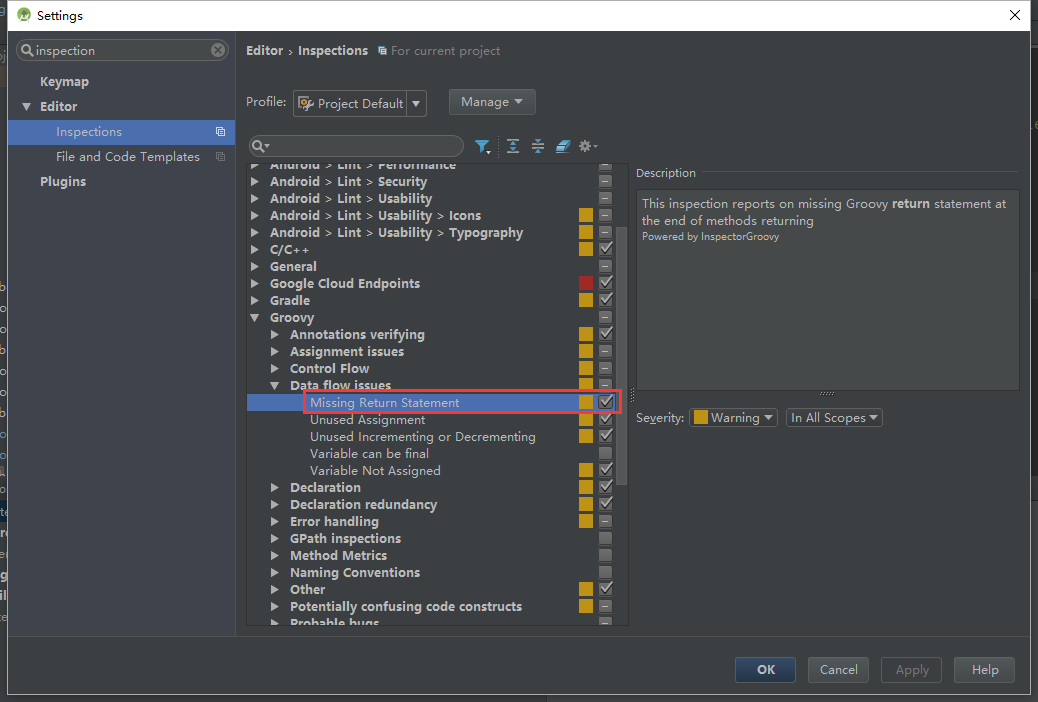 Settings
inspection
Keymap
Editor
Inspections
File and Code Templates
Plugins
Editor › Inspections For current project
Profile: Project Default Manage
Android > Lint > Performance
Android > Lint > Security
Android > Lint > Usability
Android > Lint > Usability > Icons
Android > Lint > Usability > Typography
C/C++
General
Google Cloud Endpoints
Gradle
Groovy
Annotations verifying
Assignment issues
Control Flow
Data flow issues
Missing Return Statement
Unused Assignment
Unused Incrementing or Decrementing
Variable can be final
Variable Not Assigned
Declaration
Declaration redundancy
Error handling
GPath inspections
Method Metrics
Naming Conventions
Other
Potentially confusing code constructs
Probable bugs
Description
This inspection reports on missing Groovy return statement at
the end of methods returning
Powered by InspectorGroovy
Severity: Warning In All Scopes
OK Cancel Apply Help